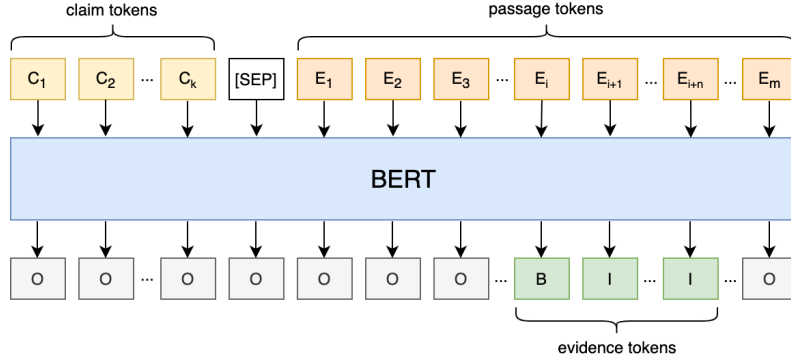 claim tokens passage tokens
C1 C2 ... Ck [SEP] E1 E2 E3 ... Ei Ei+1 ... Ei+n ... Em
BERT
O O ... O O O O O ... B I ... I ... O
evidence tokens